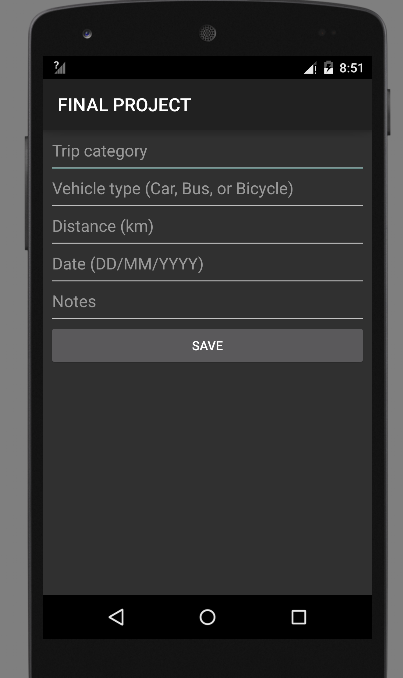 8:51
FINAL PROJECT
Trip category
Vehicle type (Car, Bus, or Bicycle)
Distance (km)
Date (DD/MM/YYYY)
Notes
SAVE